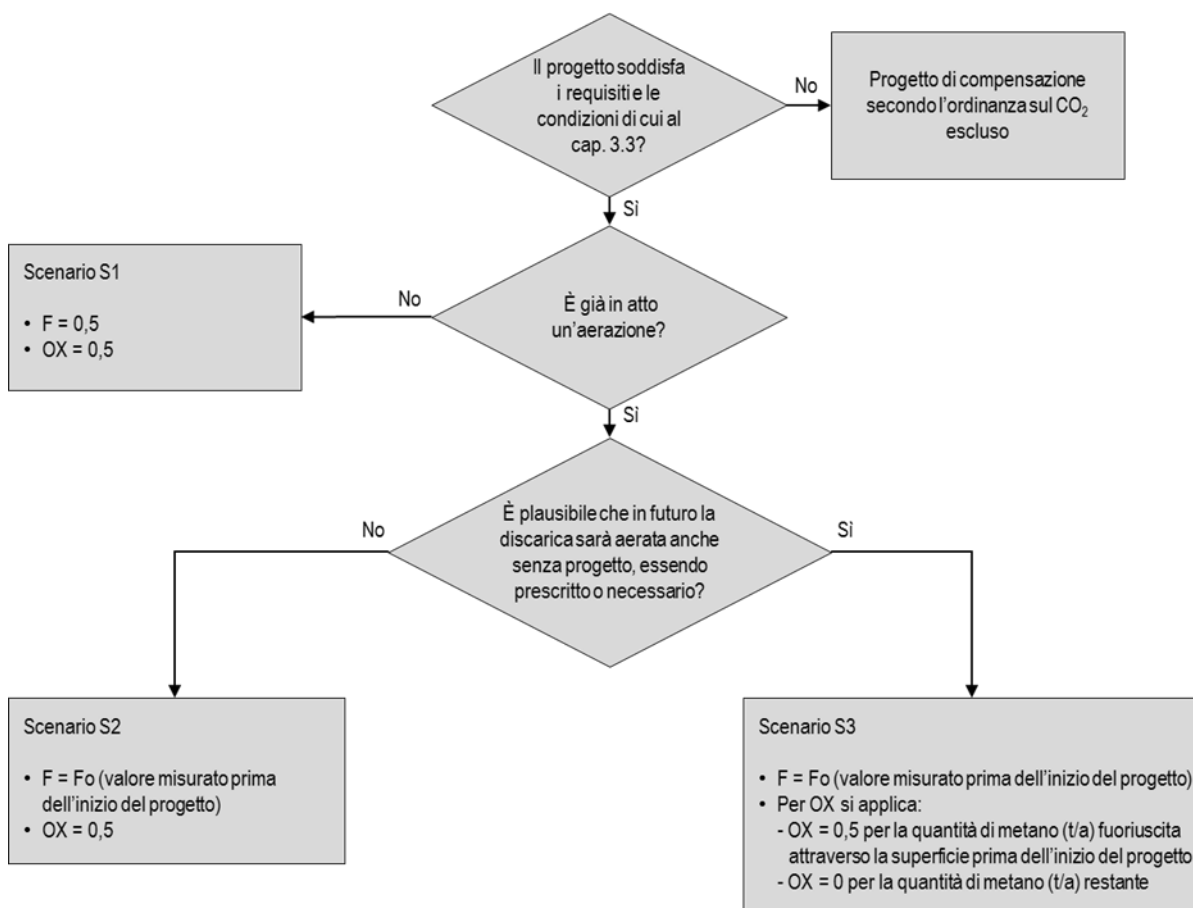 Il progetto soddisfa
i requisiti e le
condizioni di cui al
cap. 3.3?
No
Progetto di compensazione
secondo l'ordinanza sul CO₂
escluso
Sì
Scenario S1
• F = 0,5
• OX = 0,5
No
È già in atto
un'aerazione?
Sì
È plausibile che in futuro la
discarica sarà aerata anche
senza progetto, essendo
prescritto o necessario?
No
Sì
Scenario S2
• F = Fo (valore misurato prima
dell'inizio del progetto)
• OX = 0,5
Scenario S3
• F = Fo (valore misurato prima dell'inizio del progetto)
• Per OX si applica:
- OX = 0,5 per la quantità di metano (t/a) fuoriuscita
attraverso la superficie prima dell'inizio del progetto
- OX = 0 per la quantità di metano (t/a) restante